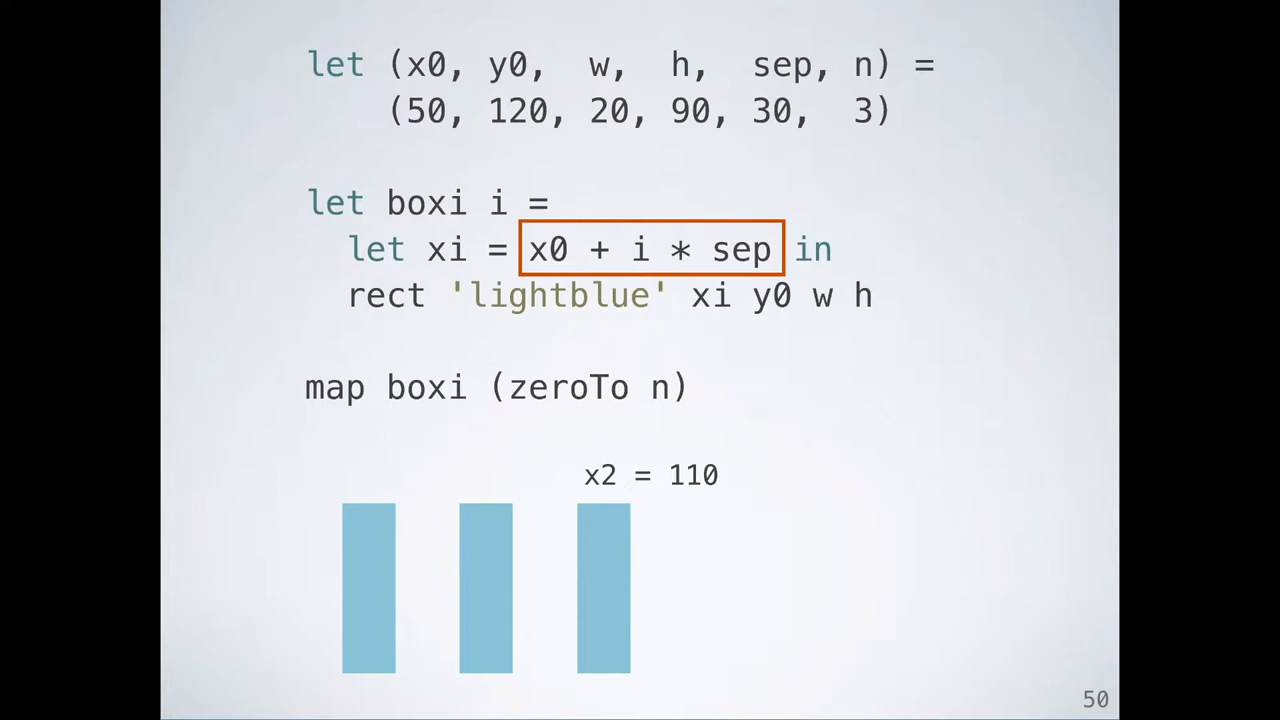 let (x0, y0,  w,  h,  sep, n) =
    (50, 120, 20, 90, 30,  3)
let boxi i =
  let xi = x0 + i * sep in
  rect 'lightblue' xi y0 w h
map boxi (zeroTo n)
x2 = 110
50